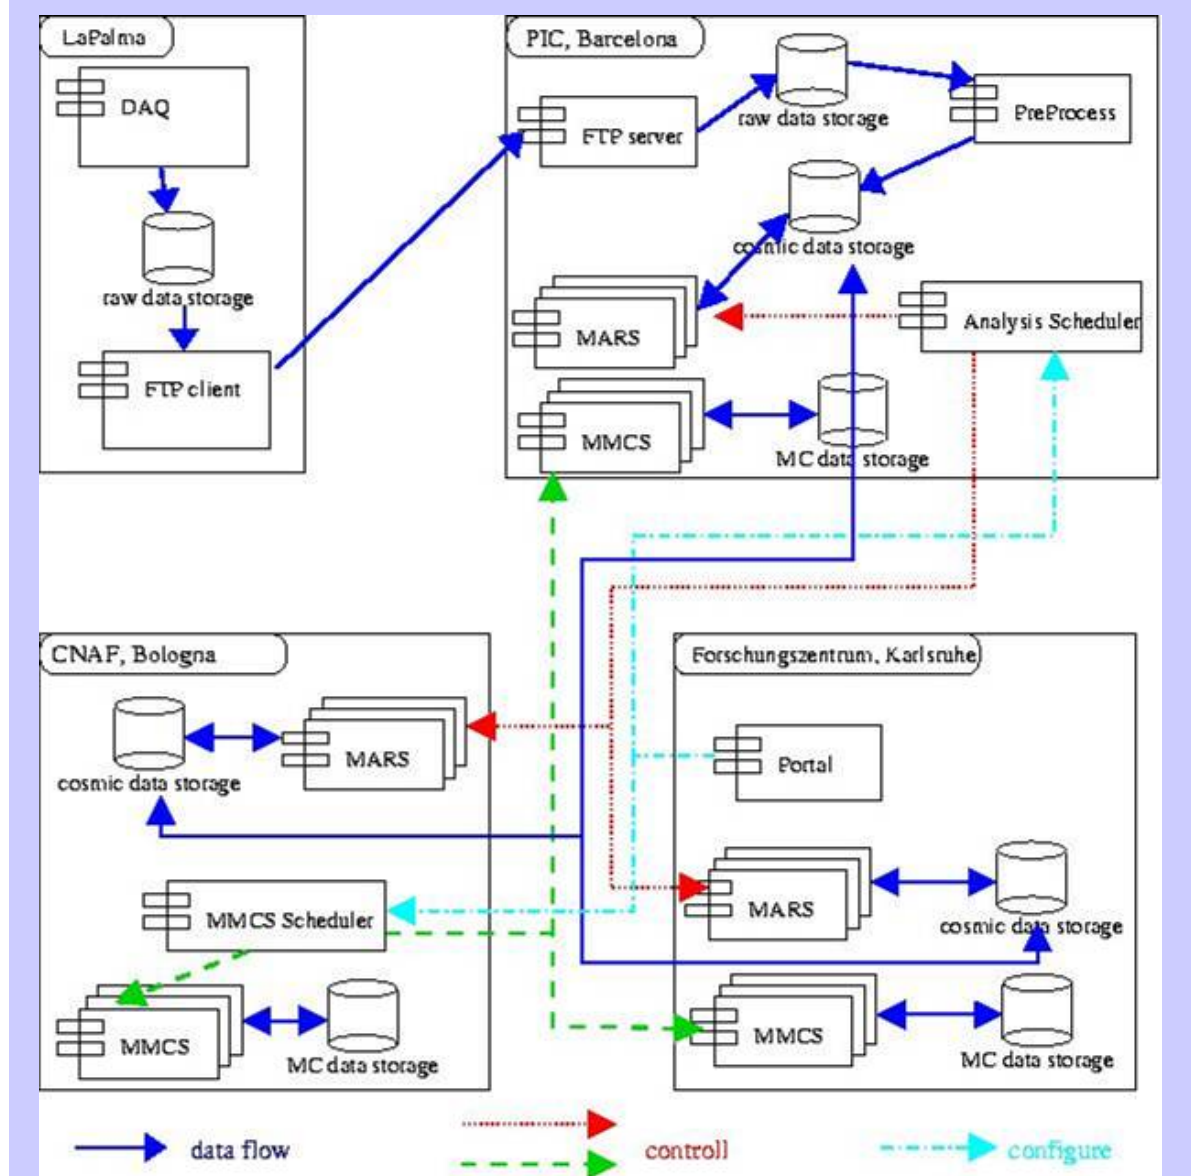 LaPalma
DAQ
raw data storage
FTP client
PIC, Barcelona
FTP server
raw data storage
PreProcess
cosmic data storage
MARS
Analysis Scheduler
MMCS
MC data storage
CNAF, Bologna
cosmic data storage
MARS
MMCS Scheduler
MMCS
MC data storage
Forschungszentrum, Karlsruhe
Portal
MARS
cosmic data storage
MMCS
MC data storage
data flow
controll
configure